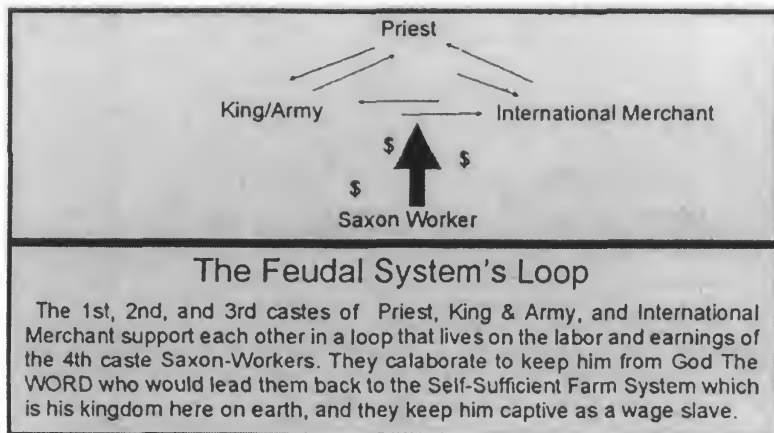 Priest
King/Army
International Merchant
$
$
$
Saxon Worker
The Feudal System's Loop
The 1st, 2nd, and 3rd castes of Priest, King & Army, and International
Merchant support each other in a loop that lives on the labor and earnings of
the 4th caste Saxon-Workers. They calaborate to keep him from God The
WORD who would lead them back to the Self-Sufficient Farm System which
is his kingdom here on earth, and they keep him captive as a wage slave.